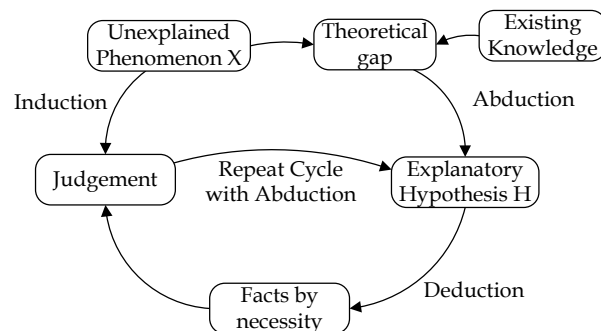 Unexplained
Phenomenon X
Theoretical
gap
Existing
Knowledge
Induction
Abduction
Judgement
Repeat Cycle
with Abduction
Explanatory
Hypothesis H
Deduction
Facts by
necessity